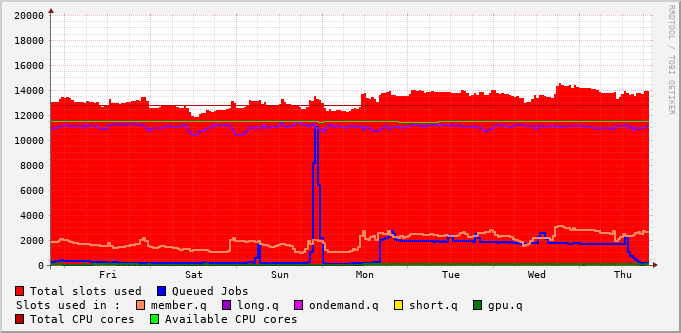 20000
18000
16000
14000
12000
10000
8000
6000
4000
2000
0
Fri Sat Sun Mon Tue Wed Thu
Total slots used Queued Jobs
Slots used in : member.q long.q ondemand.q short.q gpu.q
Total CPU cores Available CPU cores
RRDTOOL / TOBI OETIKER